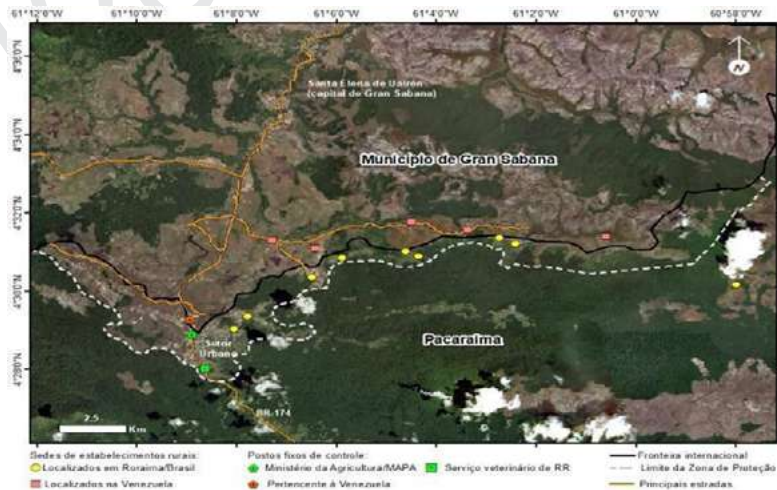 61°12'0"W 61°10'0"W 61°8'0"W 61°6'0"W 61°4'0"W 61°2'0"W 61°0'0"W 60°58'0"W
Santa Elena de Uairén
(capital de Gran Sabana)
N
Município de Gran Sabana
Pacaraima
Setor
Urbano
BR-174
2.5
Km
Sedes de estabelecimentos rurais:
Localizados em Roraima/Brasil
Localizados na Venezuela
Postos fixos de controle:
Ministério da Agricultura/MAPA
Serviço veterinário de RR
Pertencente à Venezuela
Fronteira internacional
Limite da Zona de Proteção
Principais estradas